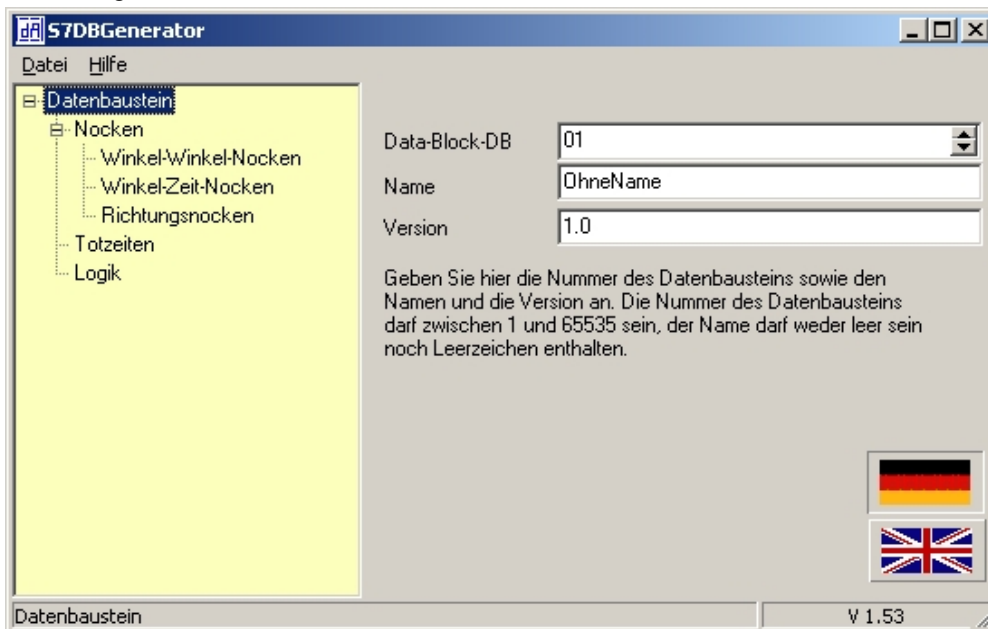 S7DBGenerator
Datei Hilfe
Datenbaustein
Nocken
Winkel-Winkel-Nocken
Winkel-Zeit-Nocken
Richtungsnocken
Totzeiten
Logik
Data-Block-DB 01
Name OhneName
Version 1.0
Geben Sie hier die Nummer des Datenbausteins sowie den
Namen und die Version an. Die Nummer des Datenbausteins
darf zwischen 1 und 65535 sein, der Name darf weder leer sein
noch Leerzeichen enthalten.
Datenbaustein V 1.53